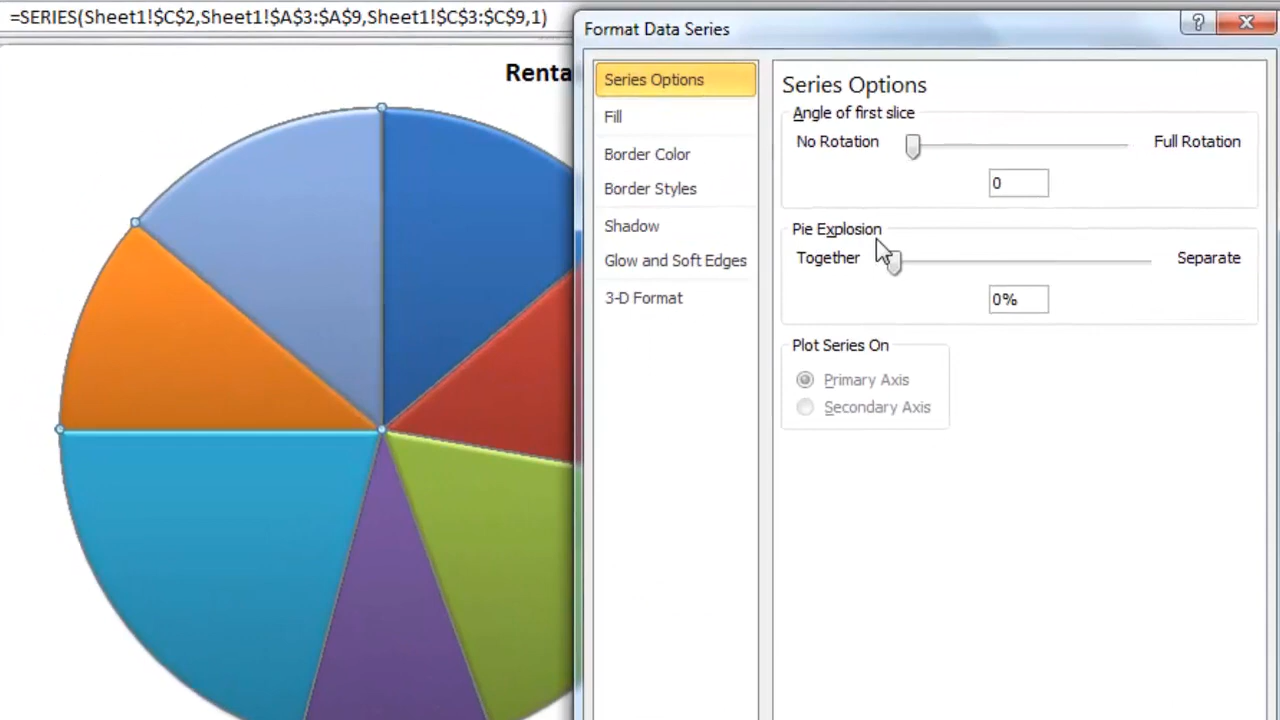 =SERIES(Sheet1!$C$2,Sheet1!$A$3:$A$9,Sheet1!$C$3:$C$9,1)
Format Data Series
Renta
Series Options
Fill
Border Color
Border Styles
Shadow
Glow and Soft Edges
3-D Format
Series Options
Angle of first slice
No Rotation Full Rotation
0
Pie Explosion
Together Separate
0%
Plot Series On
Primary Axis
Secondary Axis